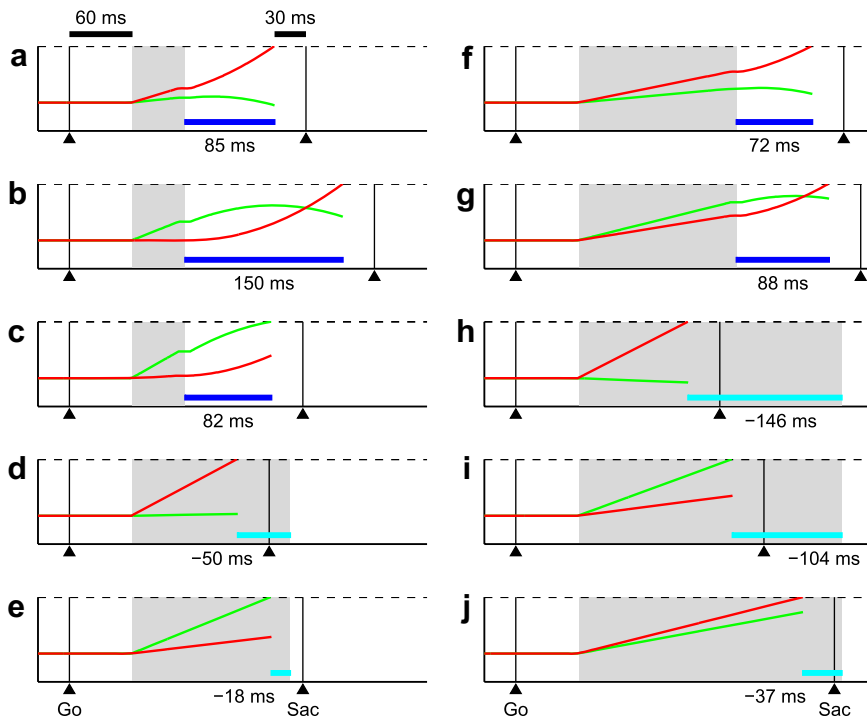 60 ms 30 ms
a f
85 ms 72 ms
b g
150 ms 88 ms
c h
82 ms −146 ms
d i
−50 ms −104 ms
e j
−18 ms −37 ms
Go Sac Go Sac